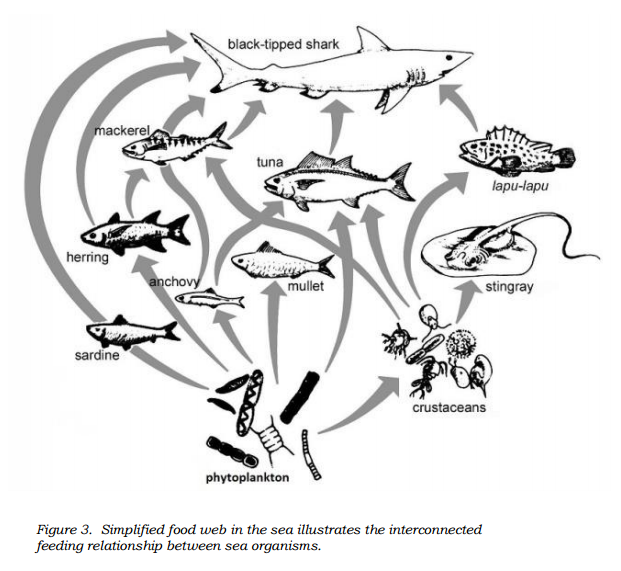 black-tipped shark
mackerel
tuna
lapu-lapu
herring
anchovy
mullet
stingray
sardine
crustaceans
phytoplankton
Figure 3. Simplified food web in the sea illustrates the interconnected
feeding relationship between sea organisms.